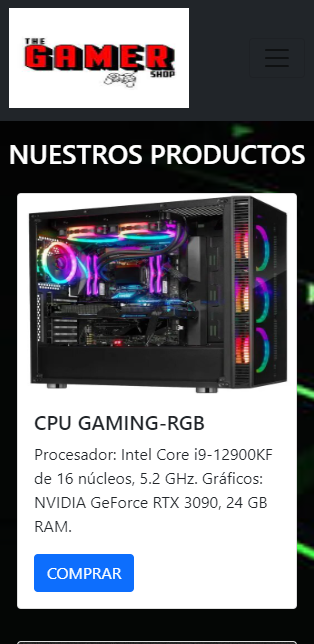 THE
GAMER
SHOP
NUESTROS PRODUCTOS
CPU GAMING-RGB
Procesador: Intel Core i9-12900KF
de 16 núcleos, 5.2 GHz. Gráficos:
NVIDIA GeForce RTX 3090, 24 GB
RAM.
COMPRAR